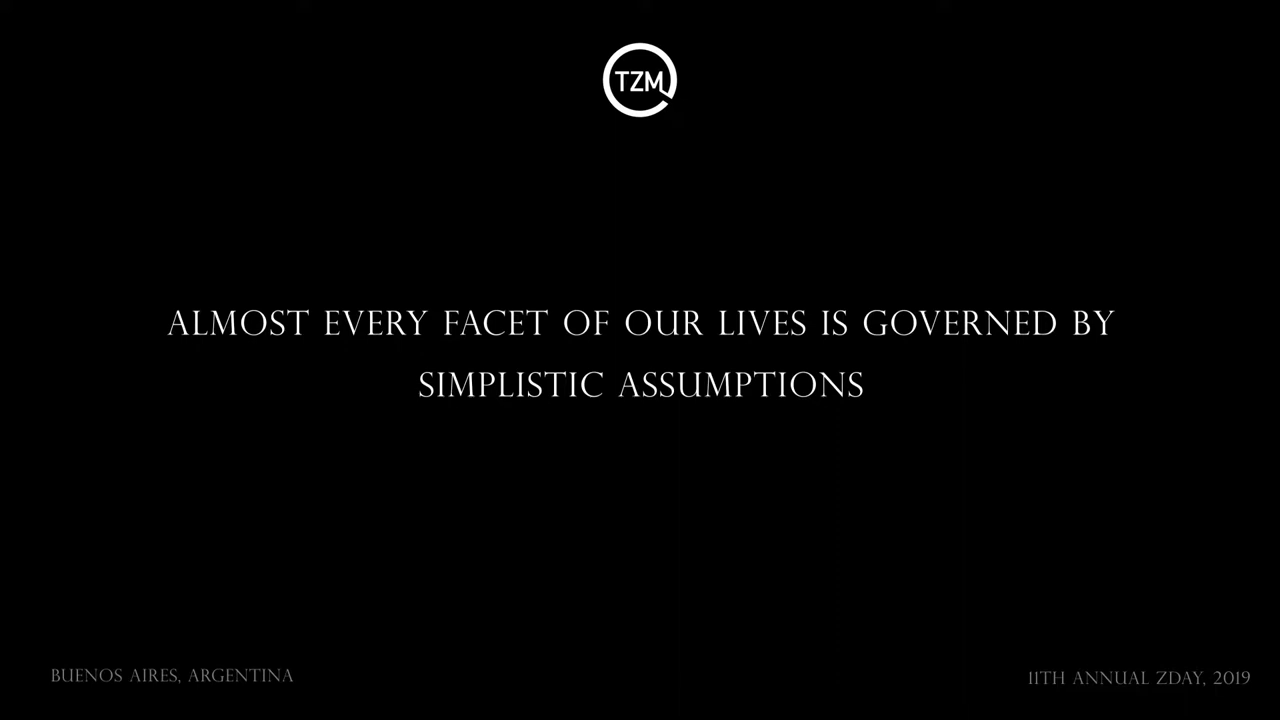 TZM
ALMOST EVERY FACET OF OUR LIVES IS GOVERNED BY
SIMPLISTIC ASSUMPTIONS
BUENOS AIRES, ARGENTINA
11TH ANNUAL ZDAY, 2019